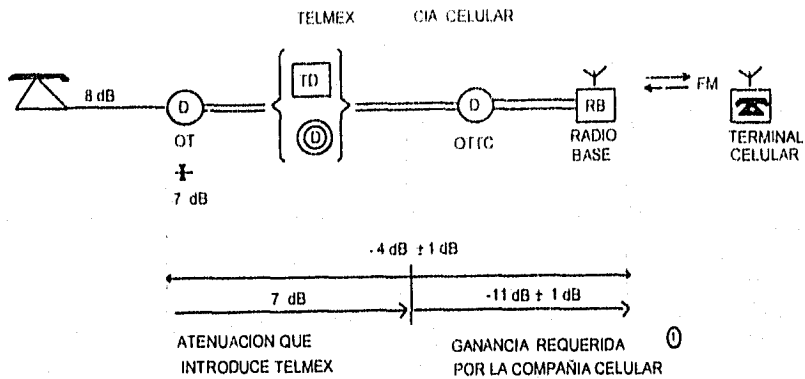 TELMEX CIA CELULAR
8 dB
D
TD
D
D
RB
FM
OT
OTTC
RADIO
BASE
TERMINAL
CELULAR
7 dB
-4 dB ± 1 dB
7 dB
-11 dB ± 1 dB
ATENUACION QUE
INTRODUCE TELMEX
GANANCIA REQUERIDA
POR LA COMPAÑIA CELULAR
1